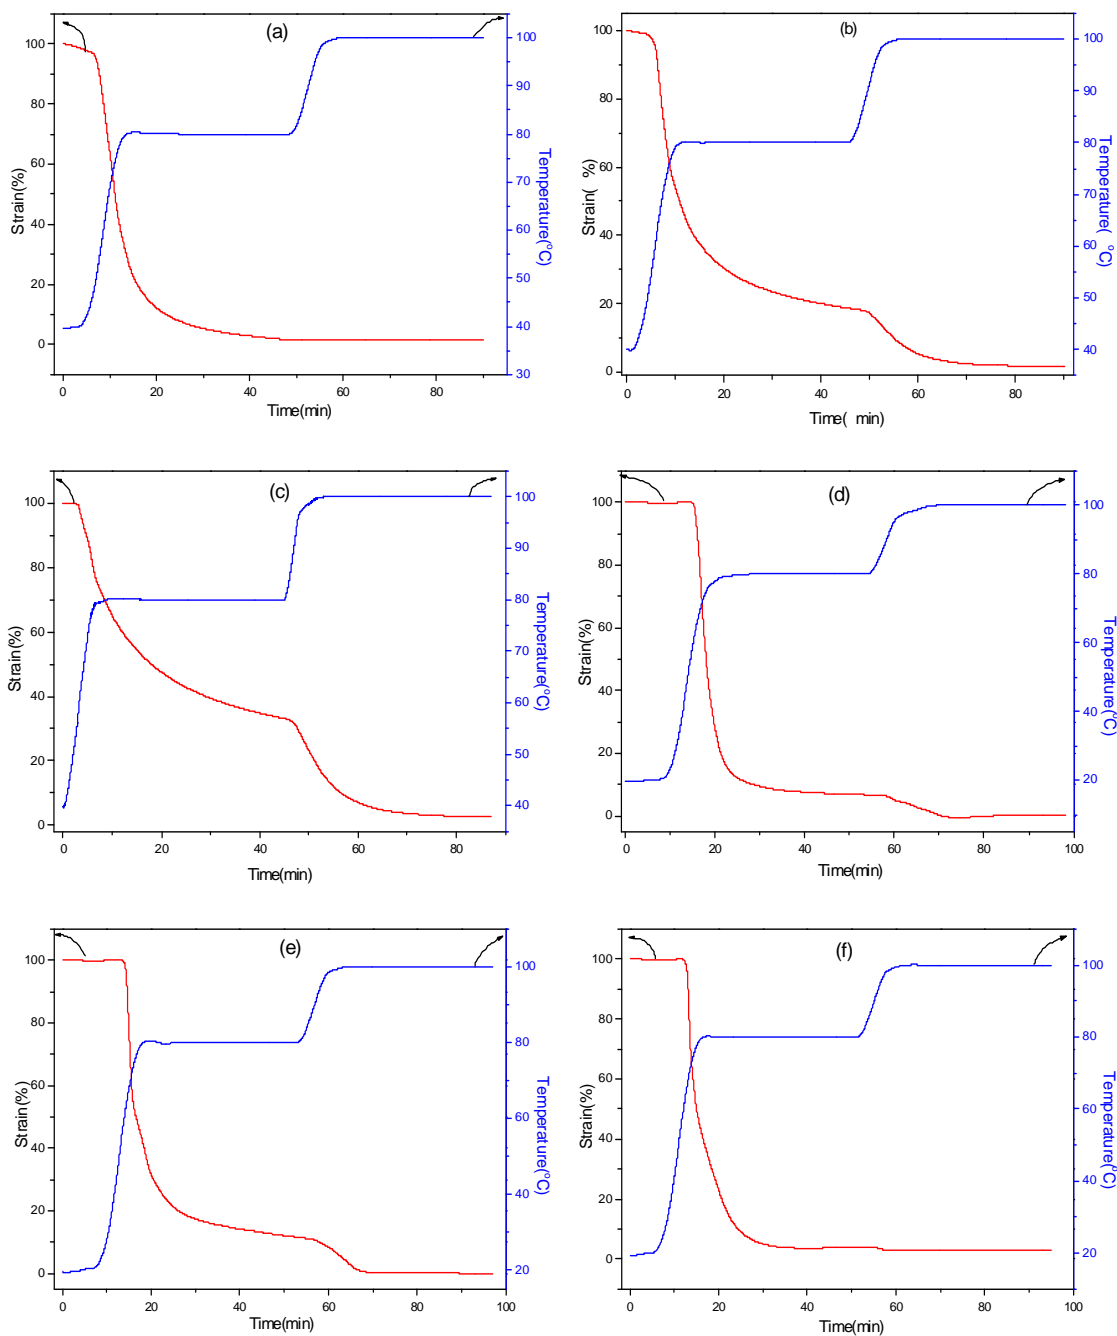 (a)
100
80
60
40
20
0
Strain(%)
0 20 40 60 80
Time(min)
100
90
80
70
60
50
40
30
Temperature(°C)
(b)
100
80
60
40
20
0
Strain( %)
0 20 40 60 80
Time( min)
100
90
80
70
60
50
40
Temperature( °C)
(c)
100
80
60
40
20
0
Strain(%)
0 20 40 60 80
Time(min)
100
90
80
70
60
50
40
Temperature(°C)
(d)
100
80
60
40
20
0
Strain(%)
0 20 40 60 80 100
Time(min)
100
80
60
40
20
Temperature(°C)
(e)
100
80
60
40
20
0
Strain(%)
0 20 40 60 80 100
Time(min)
100
80
60
40
20
Temperature(°C)
(f)
100
80
60
40
20
0
Strain(%)
0 20 40 60 80 100
Time(min)
100
80
60
40
20
Temperature(°C)